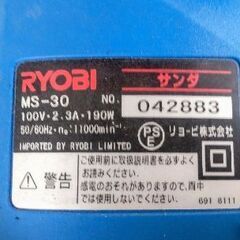 RYOBI サンダ
MS-30 NO. 042883
100V・2.3A・190W
50/60Hz・n₀:11000min⁻¹
PS E リョービ株式会社
IMPORTED BY RYOBI LIMITED
警告
ご使用前に取扱説明書を必ずよく
お読みください。
感電のおそれがありますので、両手
では使用しないでください。
691 6111